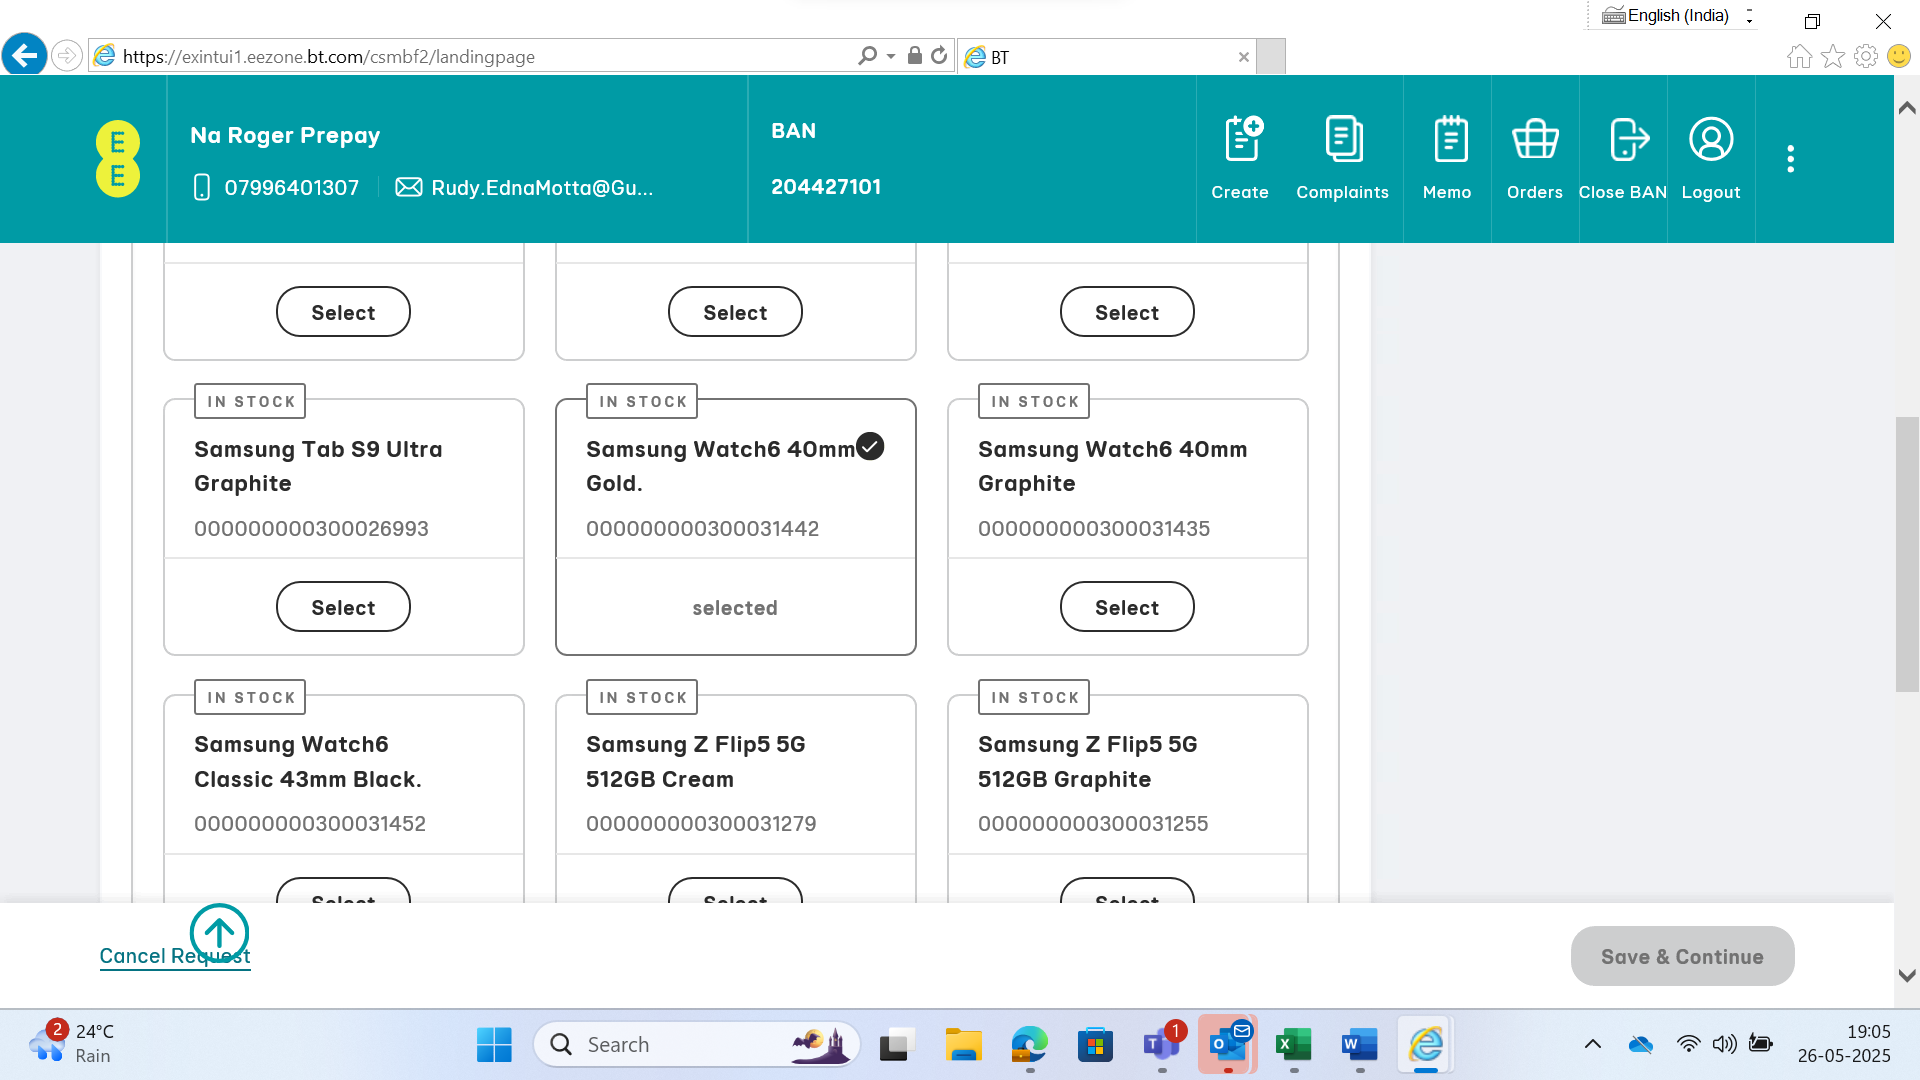 English (India)
https://exintui1.eezone.bt.com/csmbf2/landingpage
BT
E
E
Na Roger Prepay
07996401307
Rudy.EdnaMotta@Gu...
BAN
204427101
Create
Complaints
Memo
Orders
Close BAN
Logout
Select
Select
Select
IN STOCK
Samsung Tab S9 Ultra
Graphite
000000000300026993
Select
IN STOCK
Samsung Watch6 40mm
Gold.
000000000300031442
selected
IN STOCK
Samsung Watch6 40mm
Graphite
000000000300031435
Select
IN STOCK
Samsung Watch6
Classic 43mm Black.
000000000300031452
Select
IN STOCK
Samsung Z Flip5 5G
512GB Cream
000000000300031279
Select
IN STOCK
Samsung Z Flip5 5G
512GB Graphite
000000000300031255
Select
Cancel Request
Save & Continue
2
24°C
Rain
Search
1
19:05
26-05-2025